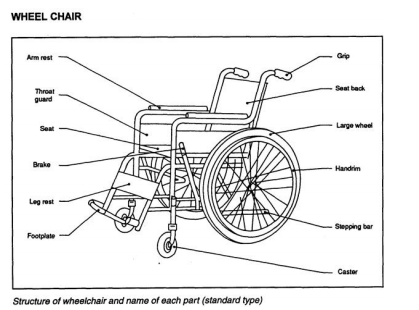 WHEEL CHAIR
Arm rest
Throat
guard
Seat
Brake
Leg rest
Footplate
Grip
Seat back
Large wheel
Handrim
Stepping bar
Caster
Structure of wheelchair and name of each part (standard type)